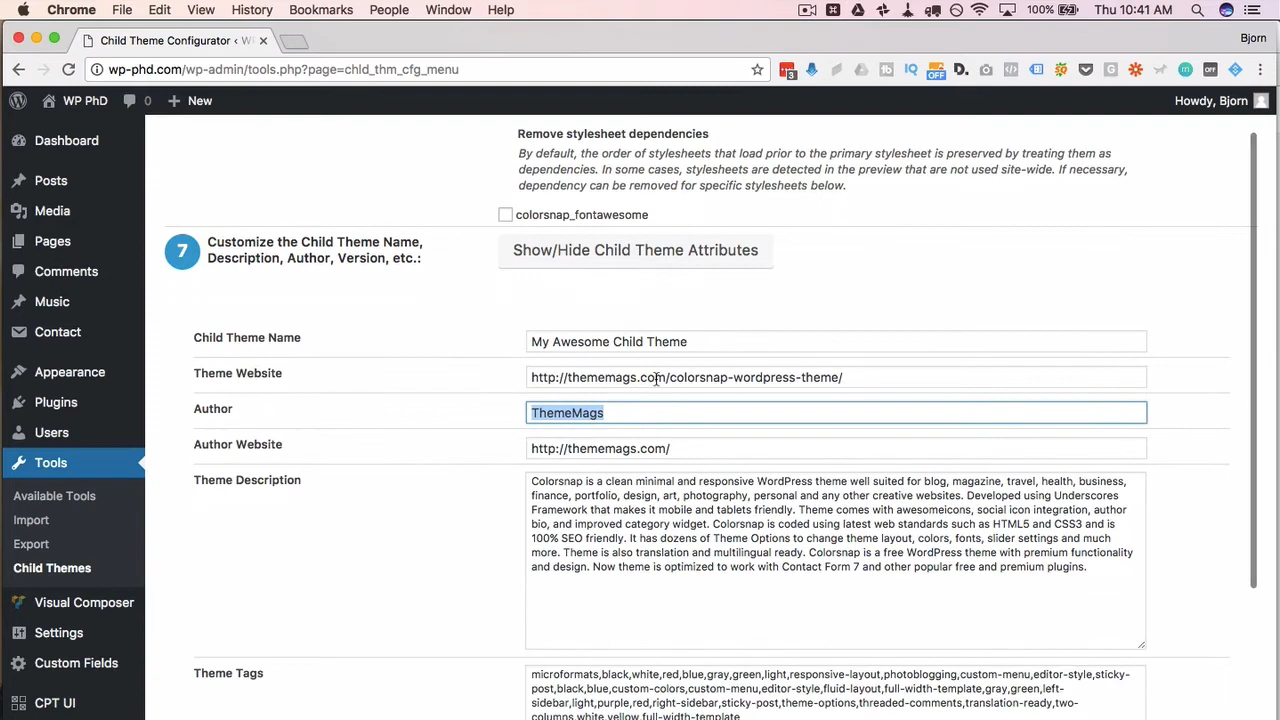 Chrome File Edit View History Bookmarks People Window Help 100% Thu 10:41 AM
Child Theme Configurator ‹ W
Bjorn
wp-phd.com/wp-admin/tools.php?page=chld_thm_cfg_menu
WP PhD 0 New Howdy, Bjorn
Dashboard
Posts
Media
Pages
Comments
Music
Contact
Appearance
Plugins
Users
Tools
Available Tools
Import
Export
Child Themes
Visual Composer
Settings
Custom Fields
CPT UI
Remove stylesheet dependencies
By default, the order of stylesheets that load prior to the primary stylesheet is preserved by treating them as
dependencies. In some cases, stylesheets are detected in the preview that are not used site-wide. If necessary,
dependency can be removed for specific stylesheets below.
colorsnap_fontawesome
7 Customize the Child Theme Name,
Description, Author, Version, etc.:
Show/Hide Child Theme Attributes
Child Theme Name My Awesome Child Theme
Theme Website http://thememags.com/colorsnap-wordpress-theme/
Author ThemeMags
Author Website http://thememags.com/
Theme Description
Colorsnap is a clean minimal and responsive WordPress theme well suited for blog, magazine, travel, health, business,
finance, portfolio, design, art, photography, personal and any other creative websites. Developed using Underscores
Framework that makes it mobile and tablets friendly. Theme comes with awesomeicons, social icon integration, author
bio, and improved category widget. Colorsnap is coded using latest web standards such as HTML5 and CSS3 and is
100% SEO friendly. It has dozens of Theme Options to change theme layout, colors, fonts, slider settings and much
more. Theme is also translation and multilingual ready. Colorsnap is a free WordPress theme with premium functionality
and design. Now theme is optimized to work with Contact Form 7 and other popular free and premium plugins.
Theme Tags
microformats,black,white,red,blue,gray,green,light,responsive-layout,photoblogging,custom-menu,editor-style,sticky-
post,black,blue,custom-colors,custom-menu,editor-style,fluid-layout,full-width-template,gray,green,left-
sidebar,light,purple,red,right-sidebar,sticky-post,theme-options,threaded-comments,translation-ready,two-
columns,white,yellow,full-width-template